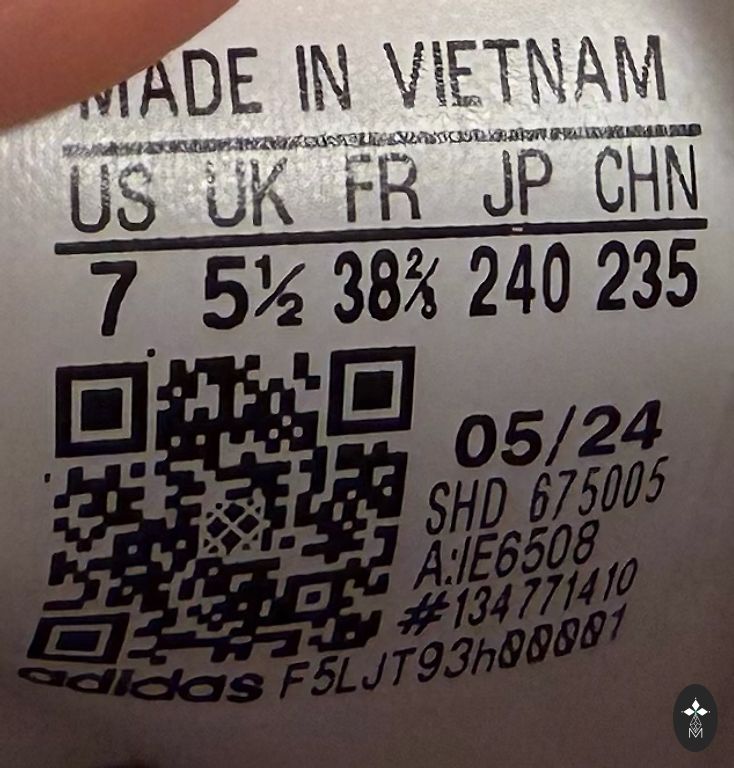 MADE IN VIETNAM
US UK FR JP CHN
7 5½ 38⅔ 240 235
05/24
SHD 675005
A:IE6508
#134771410
adidas F5LJT93h00001